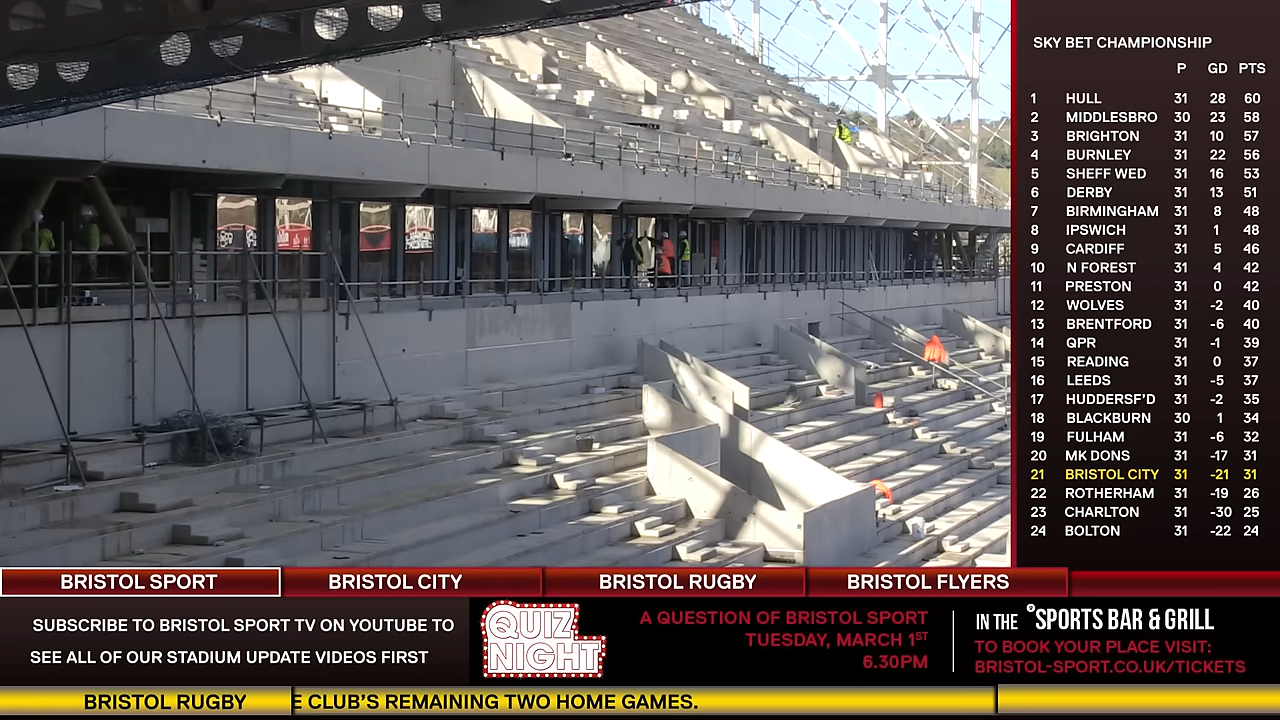 SKY BET CHAMPIONSHIP
P GD PTS
1 HULL 31 28 60
2 MIDDLESBRO 30 23 58
3 BRIGHTON 31 10 57
4 BURNLEY 31 22 56
5 SHEFF WED 31 16 53
6 DERBY 31 13 51
7 BIRMINGHAM 31 8 48
8 IPSWICH 31 1 48
9 CARDIFF 31 5 46
10 N FOREST 31 4 42
11 PRESTON 31 0 42
12 WOLVES 31 -2 40
13 BRENTFORD 31 -6 40
14 QPR 31 -1 39
15 READING 31 0 37
16 LEEDS 31 -5 37
17 HUDDERSF'D 31 -2 35
18 BLACKBURN 30 1 34
19 FULHAM 31 -6 32
20 MK DONS 31 -17 31
21 BRISTOL CITY 31 -21 31
22 ROTHERHAM 31 -19 26
23 CHARLTON 31 -30 25
24 BOLTON 31 -22 24
BRISTOL SPORT BRISTOL CITY BRISTOL RUGBY BRISTOL FLYERS
SUBSCRIBE TO BRISTOL SPORT TV ON YOUTUBE TO
SEE ALL OF OUR STADIUM UPDATE VIDEOS FIRST
QUIZ
NIGHT
A QUESTION OF BRISTOL SPORT
TUESDAY, MARCH 1ST
6.30PM
IN THE SPORTS BAR & GRILL
TO BOOK YOUR PLACE VISIT:
BRISTOL-SPORT.CO.UK/TICKETS
BRISTOL RUGBY E CLUB'S REMAINING TWO HOME GAMES.